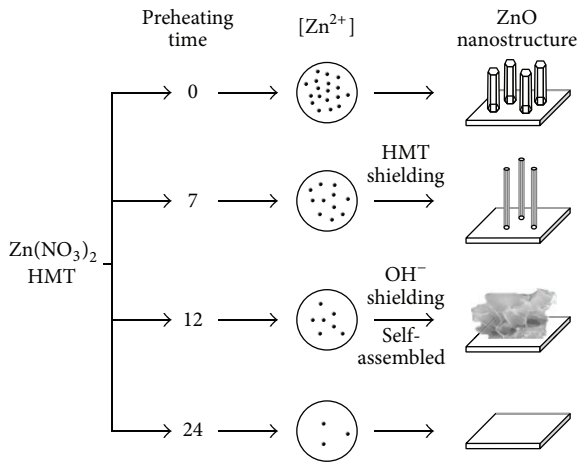 Preheating
time
[Zn²⁺]
ZnO
nanostructure
0
HMT
shielding
7
Zn(NO₃)₂
HMT
OH⁻
shielding
12
Self-
assembled
24